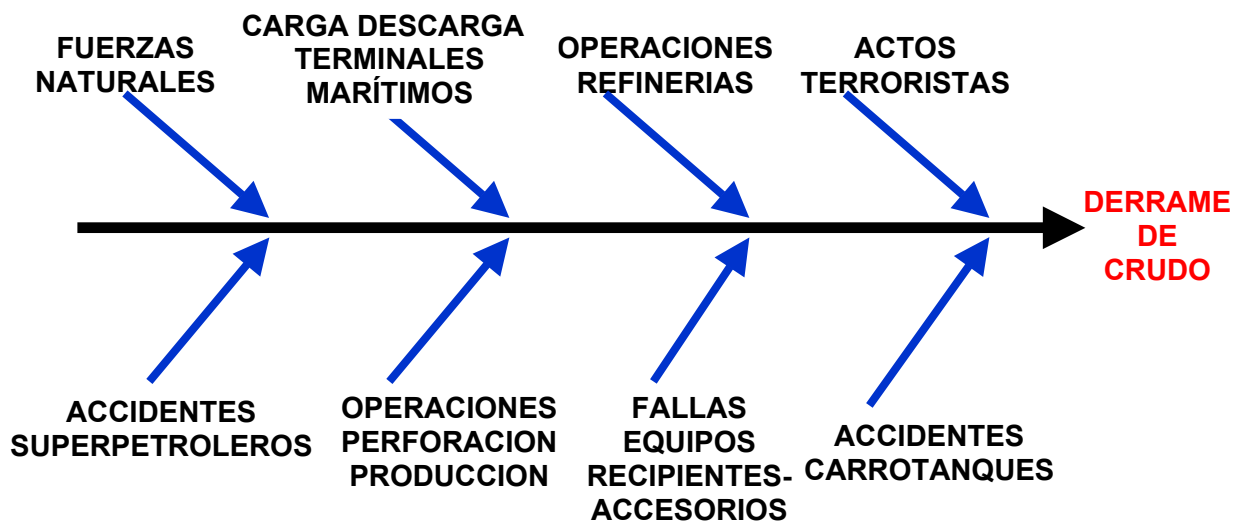 FUERZAS
NATURALES
CARGA DESCARGA
TERMINALES
MARÍTIMOS
OPERACIONES
REFINERIAS
ACTOS
TERRORISTAS
DERRAME
DE
CRUDO
ACCIDENTES
SUPERPETROLEROS
OPERACIONES
PERFORACION
PRODUCCION
FALLAS
EQUIPOS
RECIPIENTES-
ACCESORIOS
ACCIDENTES
CARROTANQUES